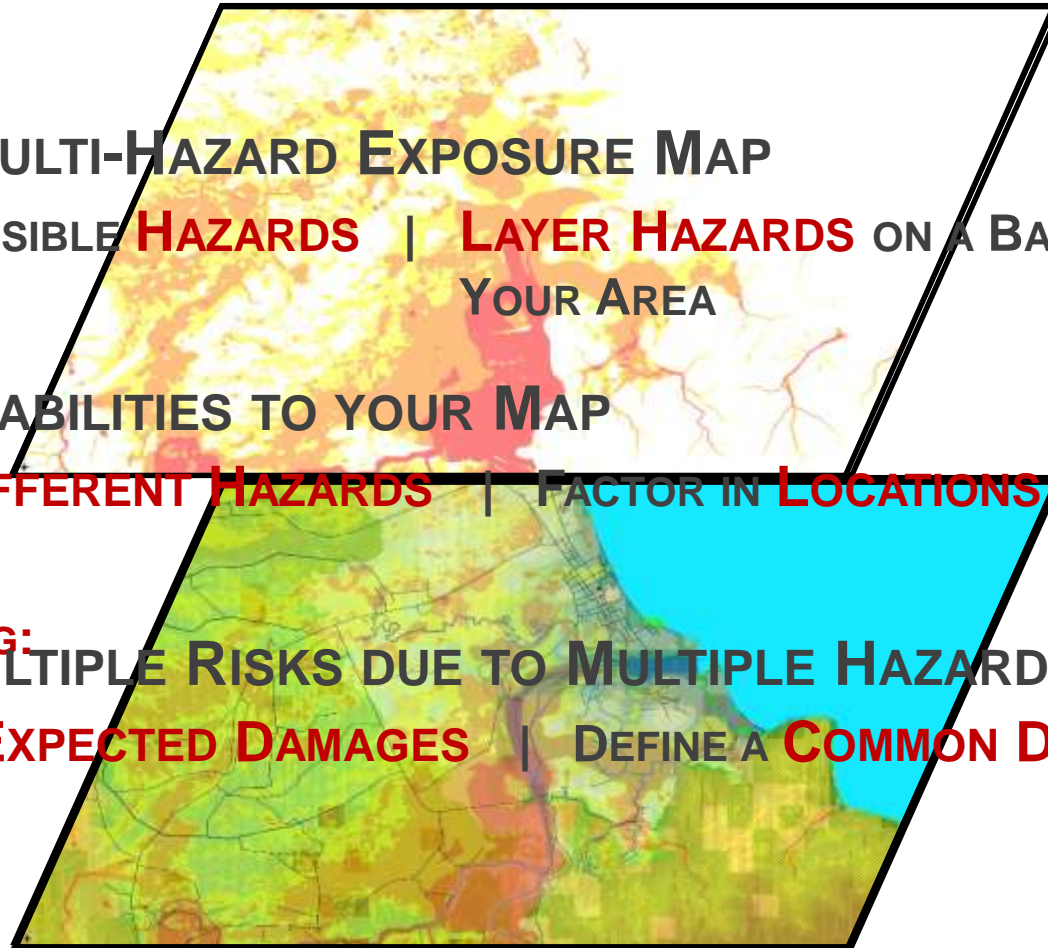 ULTI-HAZARD EXPOSURE MAP
SIBLE HAZARDS | LAYER HAZARDS ON A BA
YOUR AREA
ABILITIES TO YOUR MAP
FFERENT HAZARDS | FACTOR IN LOCATIONS
G:
LTIPLE RISKS DUE TO MULTIPLE HAZARD
EXPECTED DAMAGES | DEFINE A COMMON D